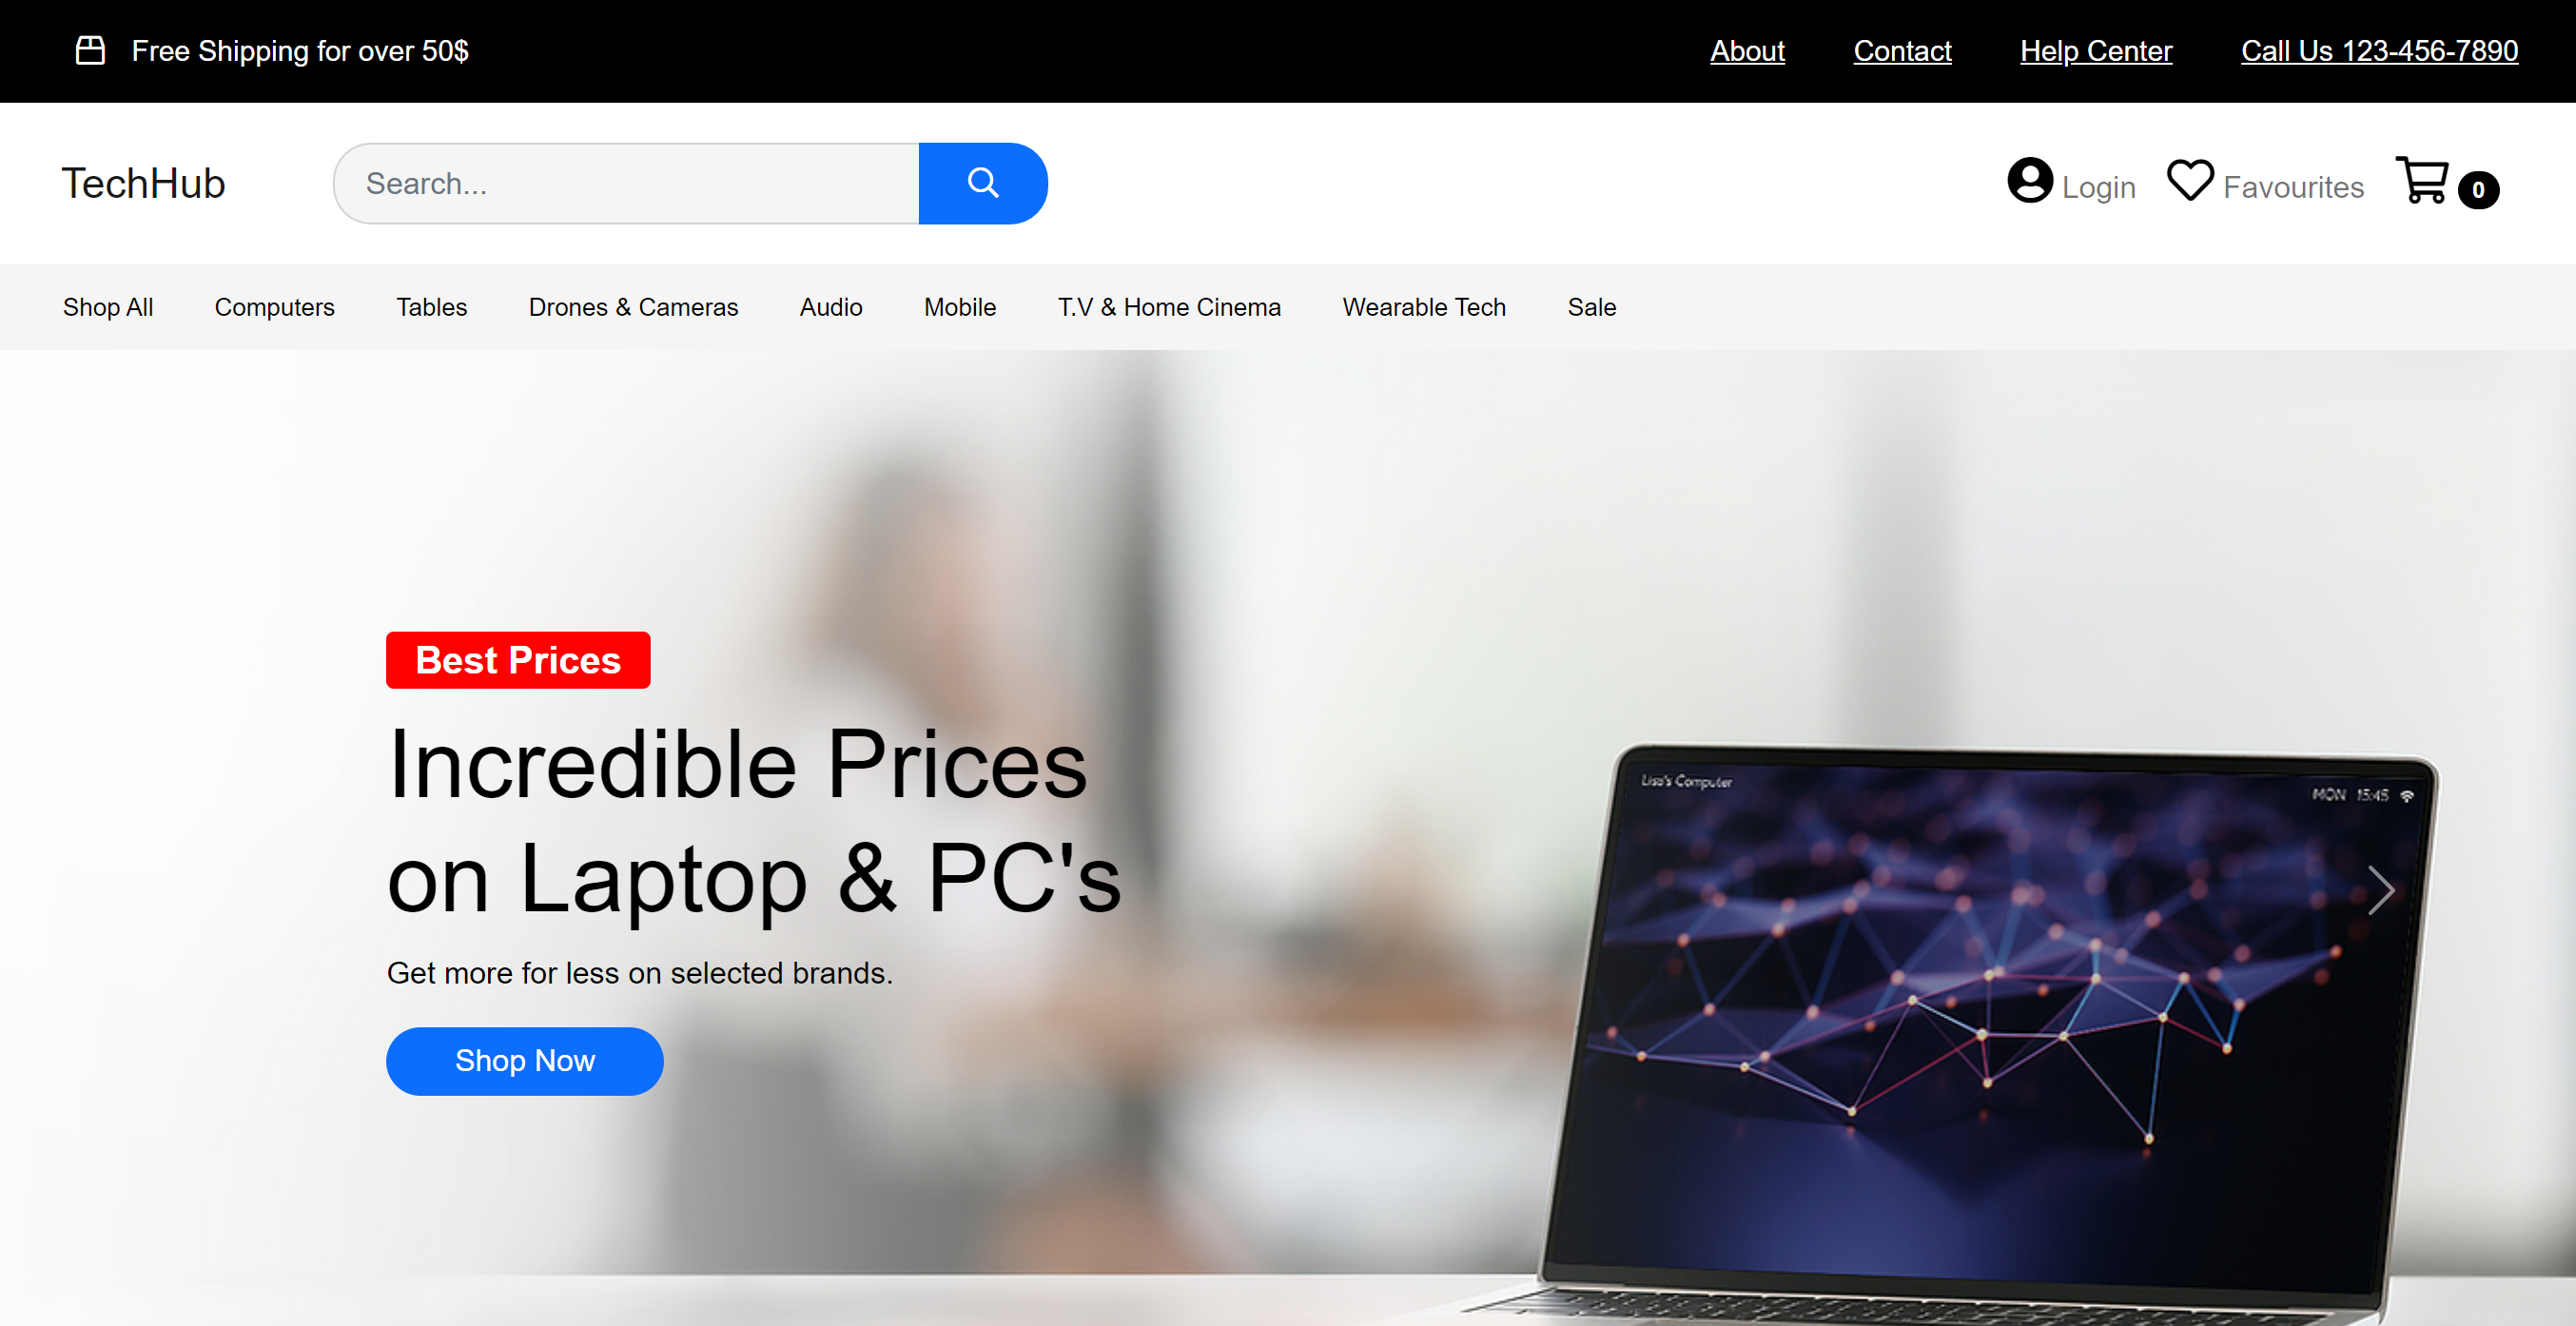 Free Shipping for over 50$
About Contact Help Center Call Us 123-456-7890
TechHub
Search...
Login Favourites 0
Shop All Computers Tables Drones & Cameras Audio Mobile T.V & Home Cinema Wearable Tech Sale
Best Prices
Incredible Prices
on Laptop & PC's
Get more for less on selected brands.
Shop Now
Lisa's Computer
MON 15:45